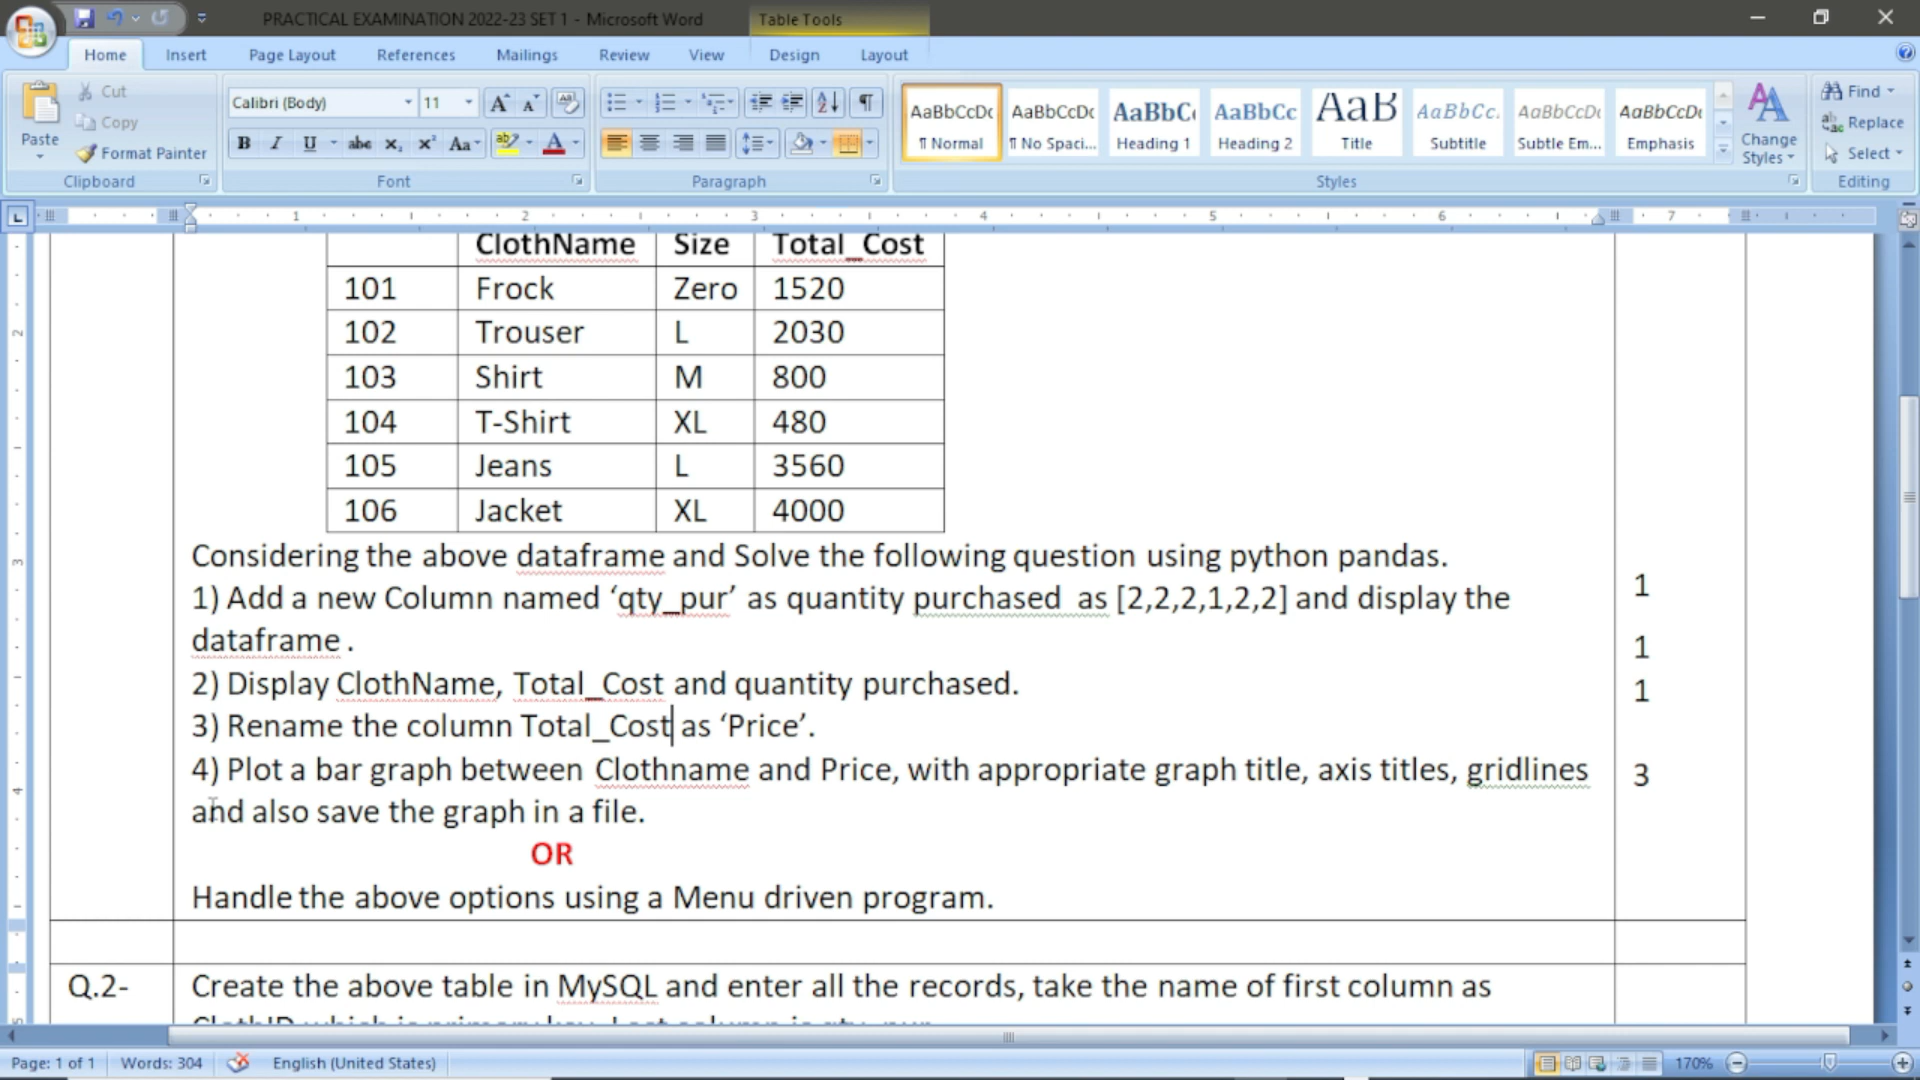 PRACTICAL EXAMINATION 2022-23 SET 1 - Microsoft Word
Table Tools
Home Insert Page Layout References Mailings Review View Design Layout
Paste
Cut
Copy
Format Painter
Clipboard
Calibri (Body) 11
Font
Paragraph
AaBbCcDc AaBbCcDc AaBbC AaBbCc AaB AaBbCc. AaBbCcDc AaBbCcDc
¶ Normal ¶ No Spaci... Heading 1 Heading 2 Title Subtitle Subtle Em... Emphasis
Change Styles
Styles
Find
Replace
Select
Editing
1 2 3 4 5 6 7
ClothName Size Total_Cost
101 Frock Zero 1520
102 Trouser L 2030
103 Shirt M 800
104 T-Shirt XL 480
105 Jeans L 3560
106 Jacket XL 4000
Considering the above dataframe and Solve the following question using python pandas.
1) Add a new Column named ‘qty_pur’ as quantity purchased as [2,2,2,1,2,2] and display the 1
dataframe . 1
2) Display ClothName, Total_Cost and quantity purchased. 1
3) Rename the column Total_Cost as ‘Price’.
4) Plot a bar graph between Clothname and Price, with appropriate graph title, axis titles, gridlines 3
and also save the graph in a file.
OR
Handle the above options using a Menu driven program.
Q.2- Create the above table in MySQL and enter all the records, take the name of first column as
Page: 1 of 1 Words: 304 English (United States) 170%